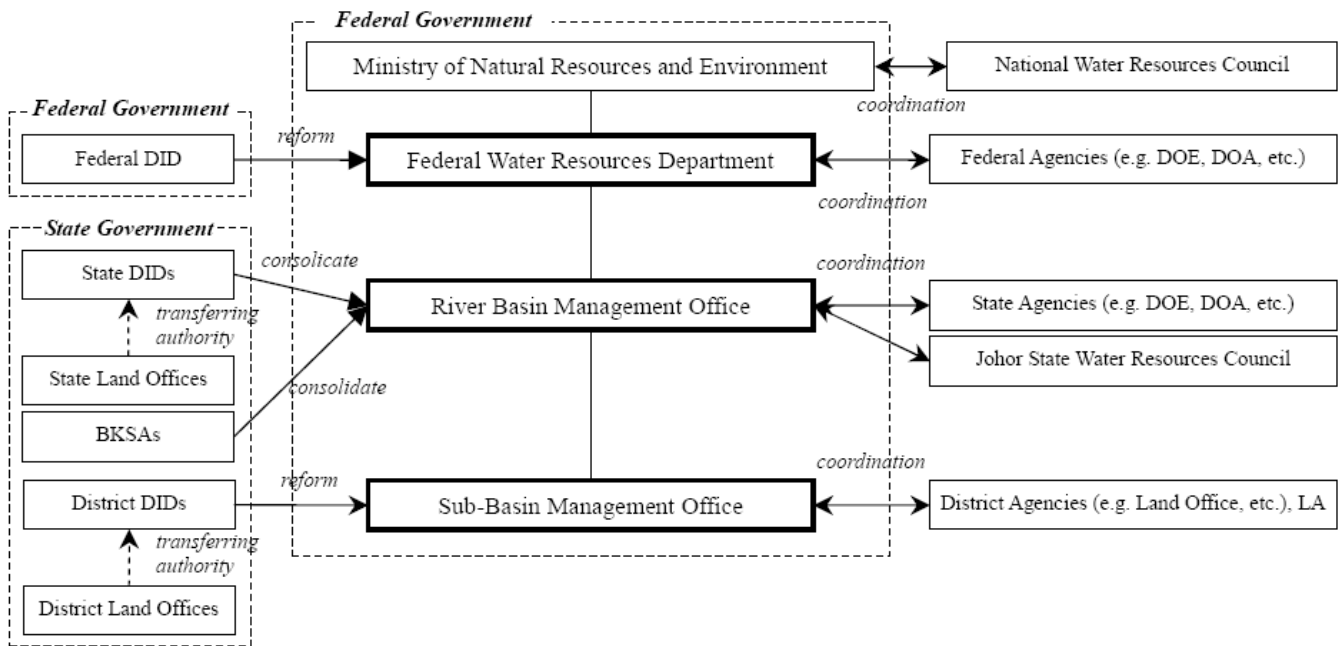 Federal Government
Ministry of Natural Resources and Environment
National Water Resources Council
coordination
Federal Government
Federal DID
reform
Federal Water Resources Department
Federal Agencies (e.g. DOE, DOA, etc.)
coordination
State Government
State DIDs
consolicate
coordination
River Basin Management Office
State Agencies (e.g. DOE, DOA, etc.)
transferring
authority
Johor State Water Resources Council
State Land Offices
consolidate
BKSAs
coordination
District DIDs
reform
Sub-Basin Management Office
District Agencies (e.g. Land Office, etc.), LA
transferring
authority
District Land Offices